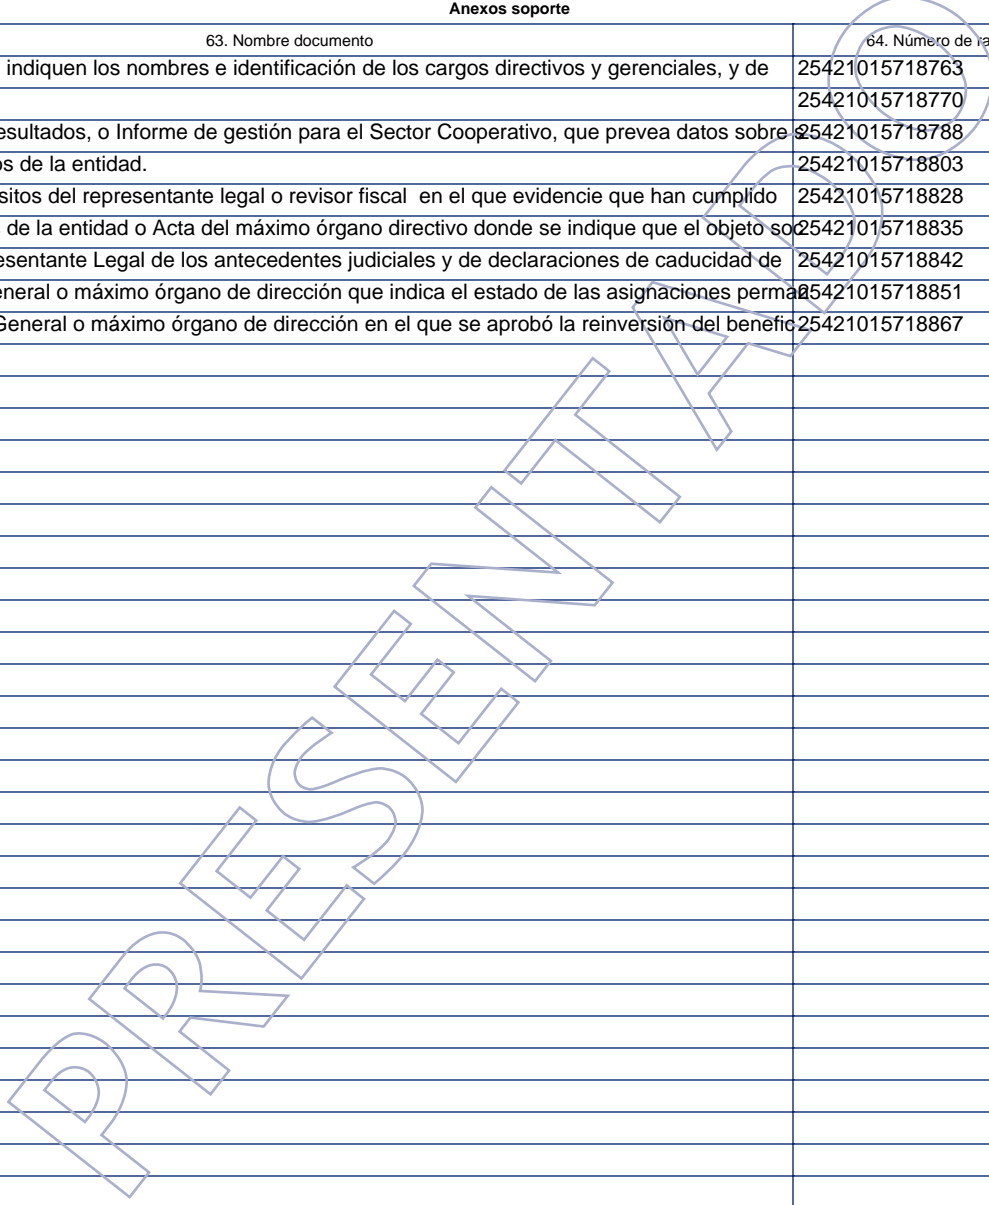 Anexos soporte
63. Nombre documento 64. Número de
indiquen los nombres e identificación de los cargos directivos y gerenciales, y de 25421015718763
25421015718770
esultados, o Informe de gestión para el Sector Cooperativo, que prevea datos sobre 25421015718788
os de la entidad. 25421015718803
sitos del representante legal o revisor fiscal en el que evidencie que han cumplido 25421015718828
de la entidad o Acta del máximo órgano directivo donde se indique que el objeto soc 25421015718835
esentante Legal de los antecedentes judiciales y de declaraciones de caducidad de 25421015718842
eneral o máximo órgano de dirección que indica el estado de las asignaciones perma 25421015718851
General o máximo órgano de dirección en el que se aprobó la reinversión del benefic 25421015718867
PRESENTADO